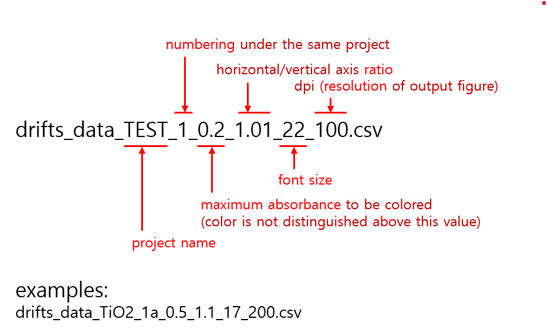 numbering under the same project
horizontal/vertical axis ratio
dpi (resolution of output figure)
drifts_data_TEST_1_0.2_1.01_22_100.csv
font size
maximum absorbance to be colored
(color is not distinguished above this value)
project name
examples:
drifts_data_TiO2_1a_0.5_1.1_17_200.csv